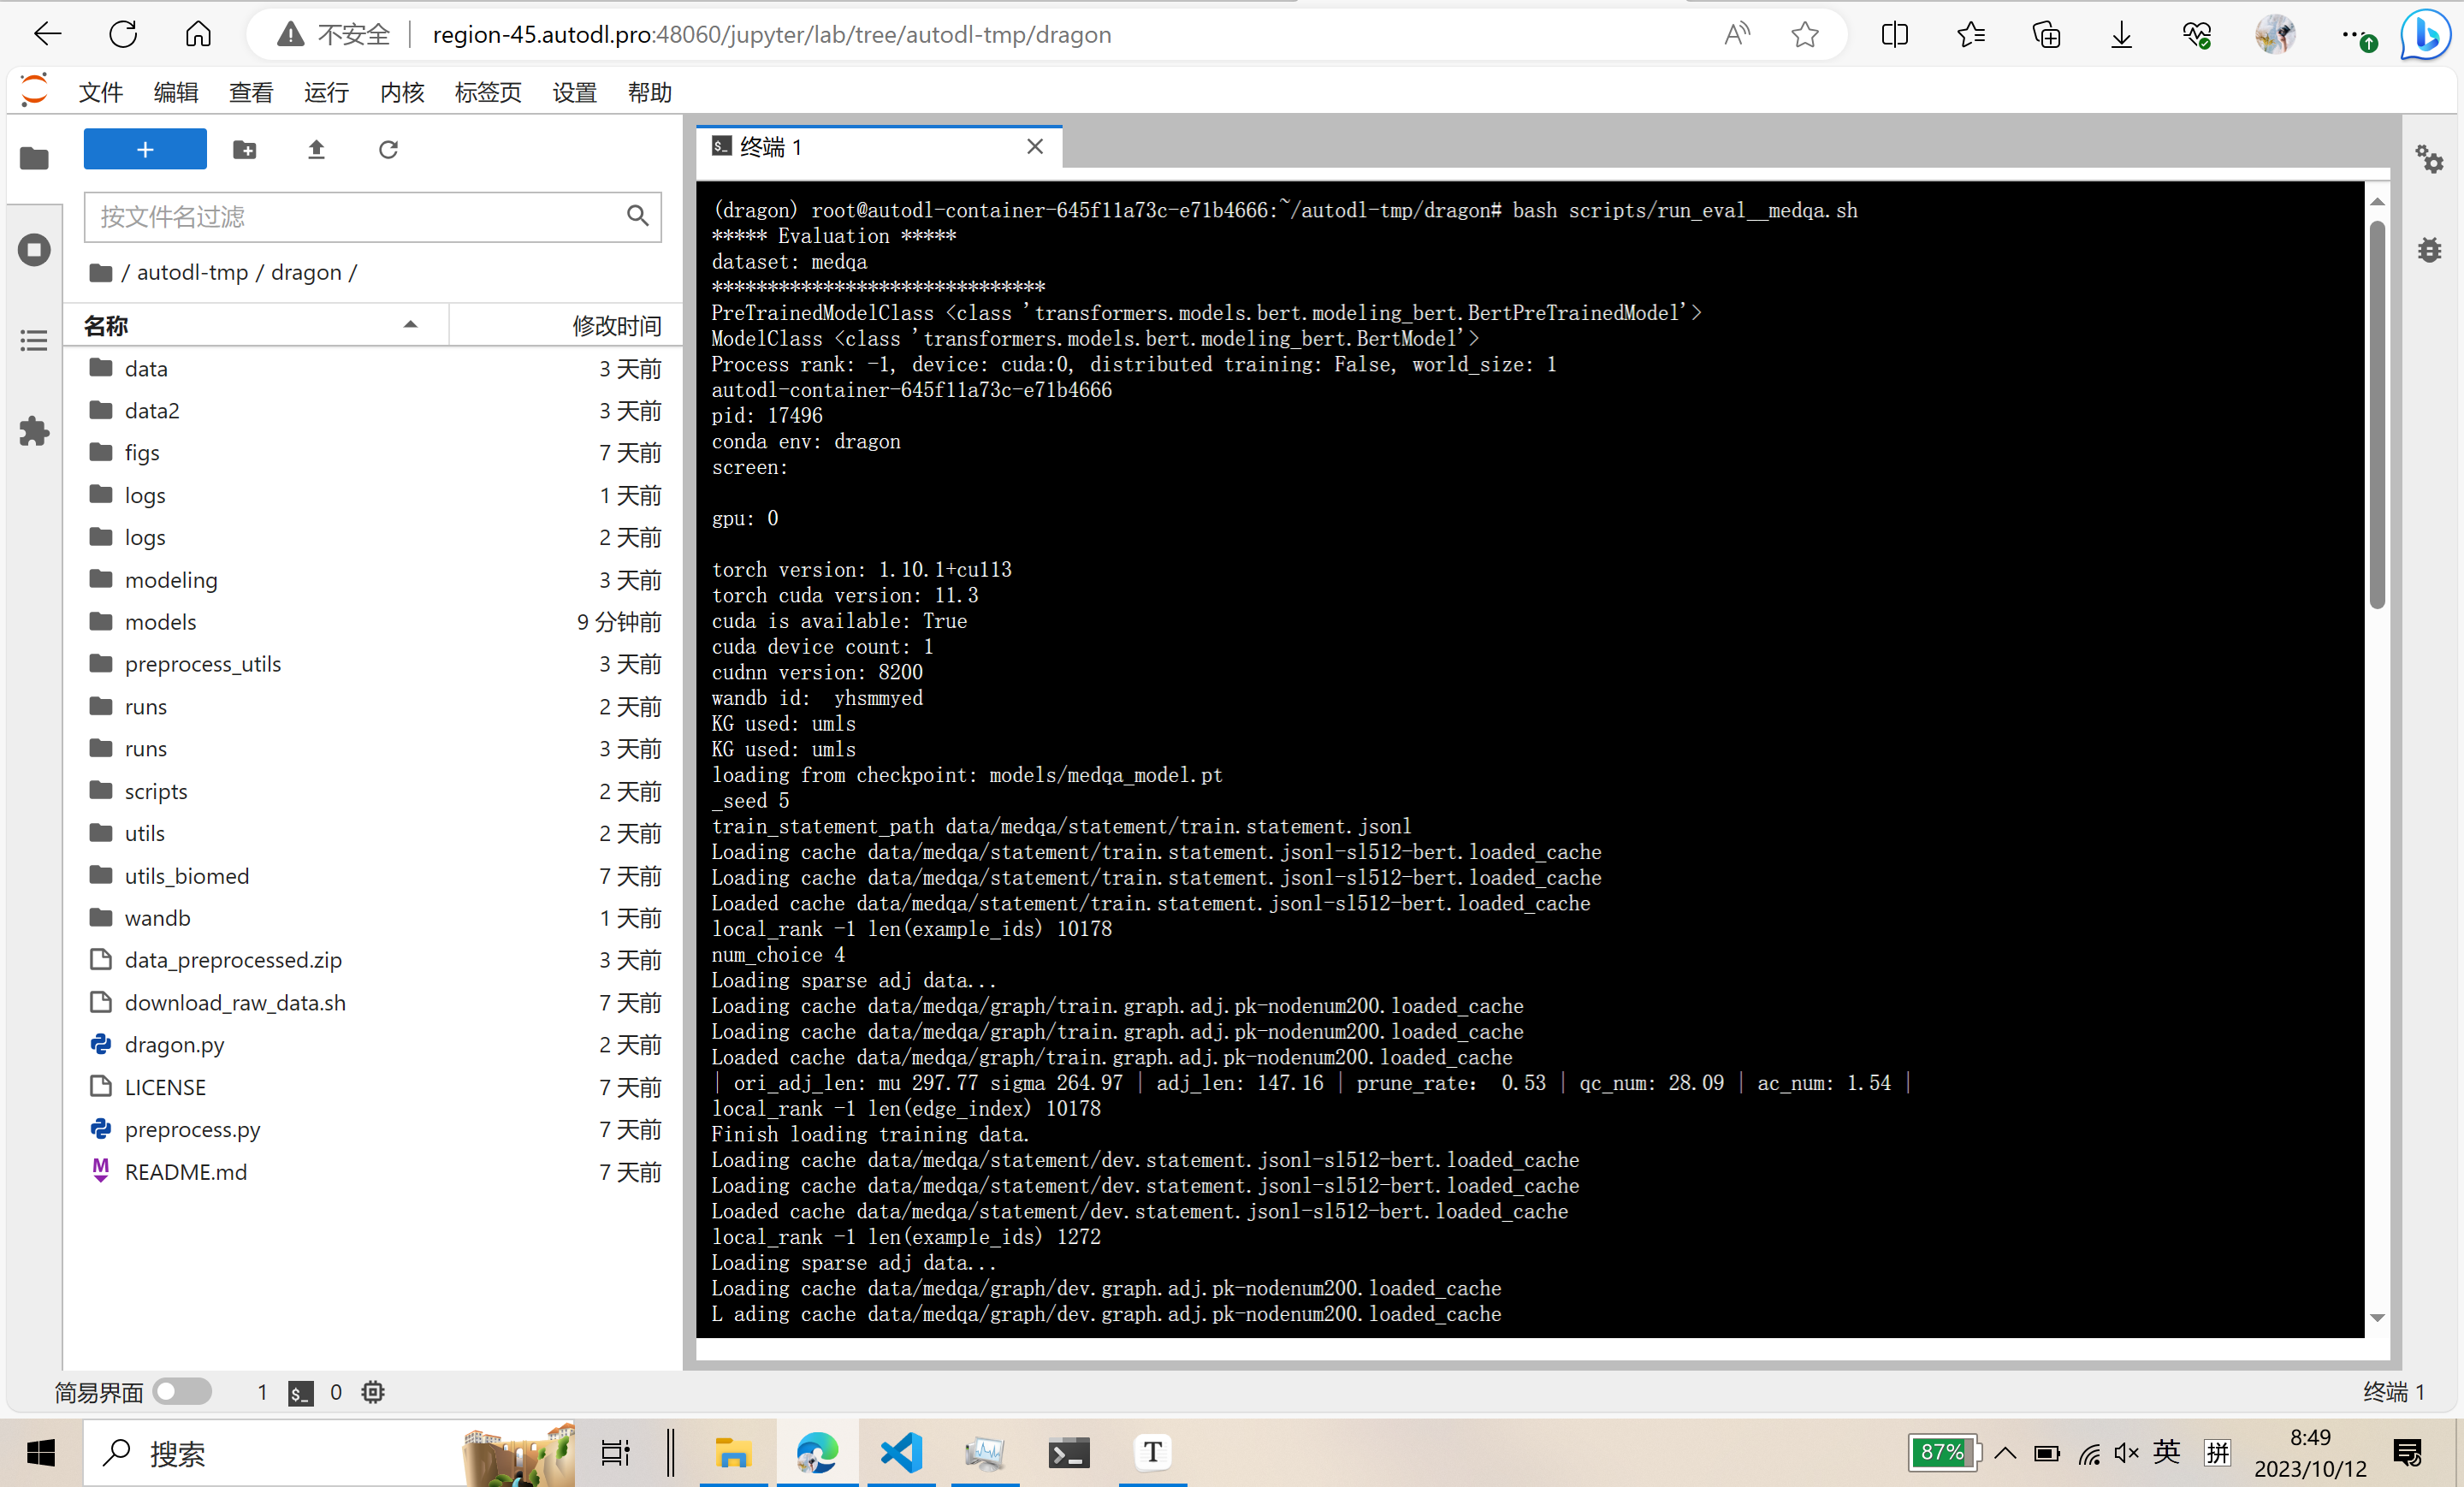 不安全
region-45.autodl.pro:48060/jupyter/lab/tree/autodl-tmp/dragon
文件 编辑 查看 运行 内核 标签页 设置 帮助
按文件名过滤
/ autodl-tmp / dragon /
名称 修改时间
data 3 天前
data2 3 天前
figs 7 天前
logs 1 天前
logs 2 天前
modeling 3 天前
models 9 分钟前
preprocess_utils 3 天前
runs 2 天前
runs 3 天前
scripts 2 天前
utils 2 天前
utils_biomed 7 天前
wandb 1 天前
data_preprocessed.zip 3 天前
download_raw_data.sh 7 天前
dragon.py 2 天前
LICENSE 7 天前
preprocess.py 7 天前
README.md 7 天前
终端 1
(dragon) root@autodl-container-645f11a73c-e71b4666:~/autodl-tmp/dragon# bash scripts/run_eval__medqa.sh
***** Evaluation *****
dataset: medqa
******************************
PreTrainedModelClass <class 'transformers.models.bert.modeling_bert.BertPreTrainedModel'>
ModelClass <class 'transformers.models.bert.modeling_bert.BertModel'>
Process rank: -1, device: cuda:0, distributed training: False, world_size: 1
autodl-container-645f11a73c-e71b4666
pid: 17496
conda env: dragon
screen:
gpu: 0
torch version: 1.10.1+cu113
torch cuda version: 11.3
cuda is available: True
cuda device count: 1
cudnn version: 8200
wandb id:  yhsmmyed
KG used: umls
KG used: umls
loading from checkpoint: models/medqa_model.pt
_seed 5
train_statement_path data/medqa/statement/train.statement.jsonl
Loading cache data/medqa/statement/train.statement.jsonl-sl512-bert.loaded_cache
Loading cache data/medqa/statement/train.statement.jsonl-sl512-bert.loaded_cache
Loaded cache data/medqa/statement/train.statement.jsonl-sl512-bert.loaded_cache
local_rank -1 len(example_ids) 10178
num_choice 4
Loading sparse adj data...
Loading cache data/medqa/graph/train.graph.adj.pk-nodenum200.loaded_cache
Loading cache data/medqa/graph/train.graph.adj.pk-nodenum200.loaded_cache
Loaded cache data/medqa/graph/train.graph.adj.pk-nodenum200.loaded_cache
| ori_adj_len: mu 297.77 sigma 264.97 | adj_len: 147.16 | prune_rate： 0.53 | qc_num: 28.09 | ac_num: 1.54 |
local_rank -1 len(edge_index) 10178
Finish loading training data.
Loading cache data/medqa/statement/dev.statement.jsonl-sl512-bert.loaded_cache
Loading cache data/medqa/statement/dev.statement.jsonl-sl512-bert.loaded_cache
Loaded cache data/medqa/statement/dev.statement.jsonl-sl512-bert.loaded_cache
local_rank -1 len(example_ids) 1272
Loading sparse adj data...
Loading cache data/medqa/graph/dev.graph.adj.pk-nodenum200.loaded_cache
L ading cache data/medqa/graph/dev.graph.adj.pk-nodenum200.loaded_cache
简易界面 1 0 终端 1
搜索
87% 英 拼
8:49
2023/10/12